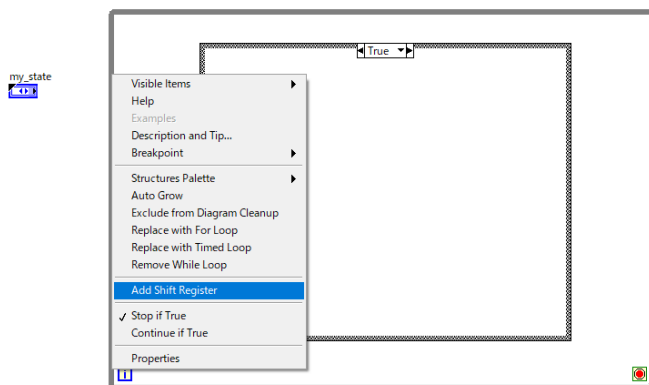 True
my_state
Visible Items
Help
Examples
Description and Tip...
Breakpoint
Structures Palette
Auto Grow
Exclude from Diagram Cleanup
Replace with For Loop
Replace with Timed Loop
Remove While Loop
Add Shift Register
Stop if True
Continue if True
Properties
i